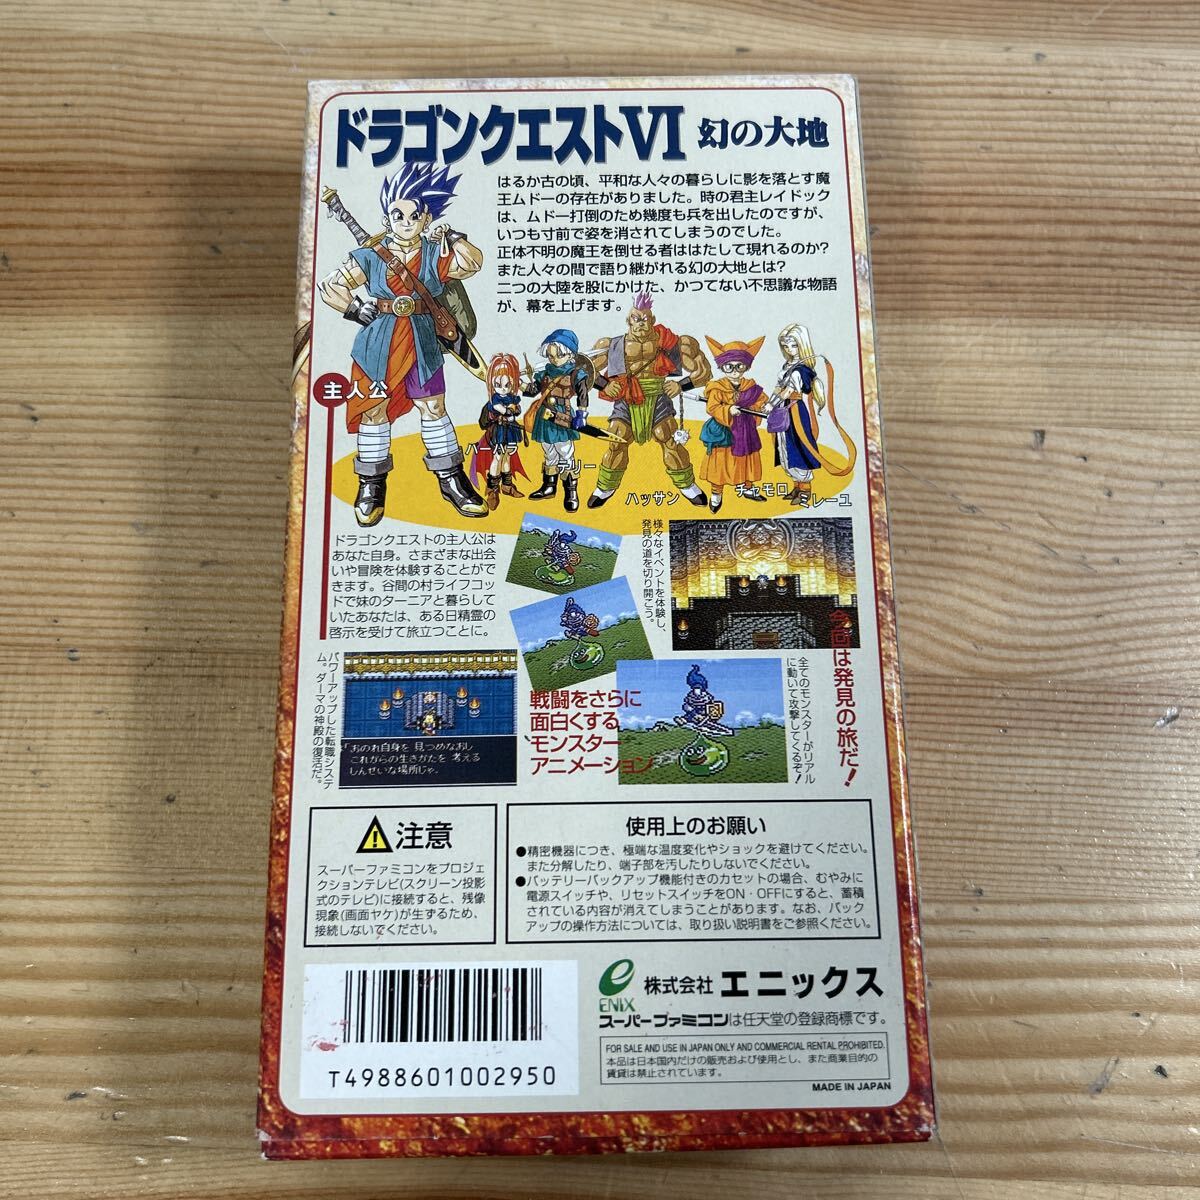 ドラゴンクエストVI 幻の大地
はるか古の頃、平和な人々の暮らしに影を落とす魔
王ムドーの存在がありました。時の君主レイドック
は、ムドー打倒のため幾度も兵を出したのですが、
いつも寸前で姿を消されてしまうのでした。
正体不明の魔王を倒せる者ははたして現れるのか?
また人々の間で語り継がれる幻の大地とは?
二つの大陸を股にかけた、かつてない不思議な物語
が、幕を上げます。
主人公
バーバラ
テリー
ハッサン
チャモロ
ミレーユ
ドラゴンクエストの主人公は
あなた自身。さまざまな出会
いや冒険を体験することがで
きます。谷間の村ライフコッ
ドで妹のターニアと暮らして
いたあなたは、ある日精霊の
啓示を受けて旅立つことに。
様々なイベントを体験し、
発見の道を切り開こう。
今回は発見の旅だ!
全てのモンスターがリアル
に動いて攻撃してくるぞ!
戦闘をさらに
面白くする
モンスター
アニメーション
パワーアップした転職システ
ム。ダーマの神殿の復活だ。
「おのれ自身を 見つめなおし
これからの生きかたを 考える
しんせいな場所じゃ。
注意
スーパーファミコンをプロジェ
クションテレビ(スクリーン投影
式のテレビ)に接続すると、残像
現象(画面ヤケ)が生ずるため、
接続しないでください。
使用上のお願い
●精密機器につき、極端な温度変化やショックを避けてください。
また分解したり、端子部を汚したりしないでください。
●バッテリーバックアップ機能付きのカセットの場合、むやみに
電源スイッチや、リセットスイッチをON・OFFにすると、蓄積
されている内容が消えてしまうことがあります。なお、バック
アップの操作方法については、取り扱い説明書をご参照ください。
T4988601002950
ENIX
株式会社 エニックス
スーパーファミコンは任天堂の登録商標です。
FOR SALE AND USE IN JAPAN ONLY AND COMMERCIAL RENTAL PROHIBITED.
本品は日本国内だけの販売および使用とし、また商業目的の
賃貸は禁止されています。
MADE IN JAPAN